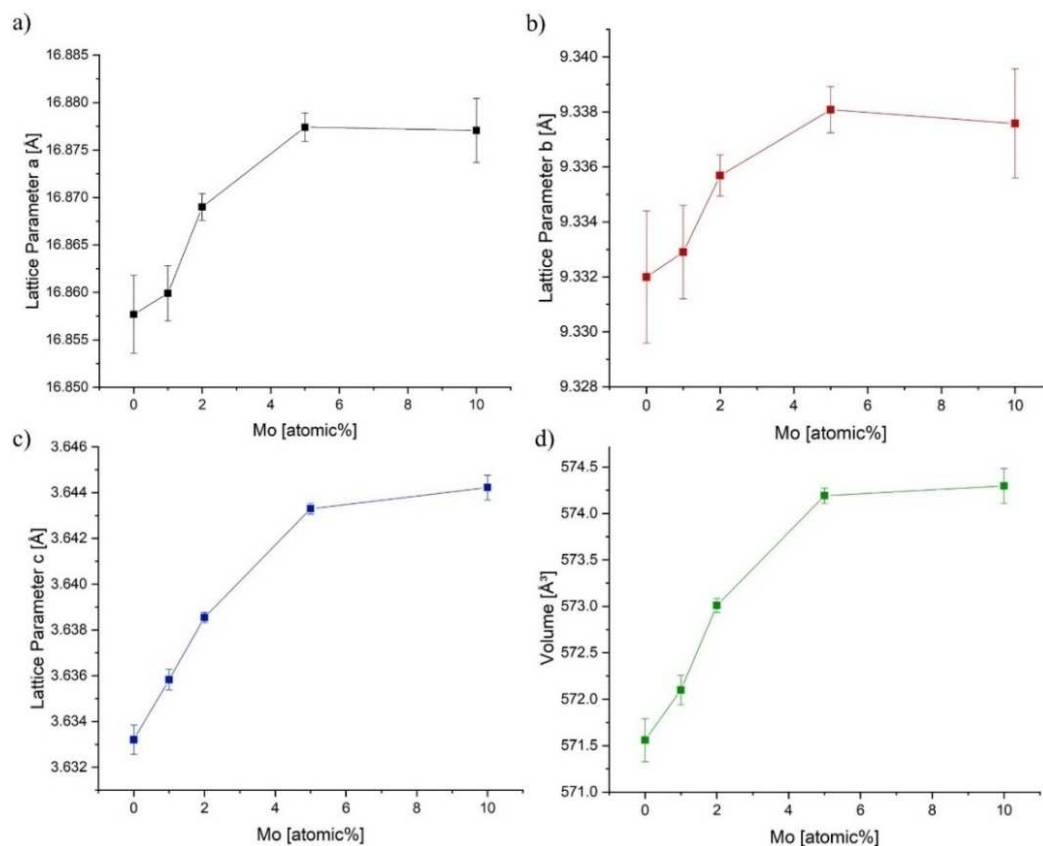 a)
16.885
16.880
16.875
16.870
16.865
16.860
16.855
16.850
Lattice Parameter a [Å]
0 2 4 6 8 10
Mo [atomic%]
b)
9.340
9.338
9.336
9.334
9.332
9.330
9.328
Lattice Parameter b [Å]
0 2 4 6 8 10
Mo [atomic%]
c)
3.646
3.644
3.642
3.640
3.638
3.636
3.634
3.632
Lattice Parameter c [Å]
0 2 4 6 8 10
Mo [atomic%]
d)
574.5
574.0
573.5
573.0
572.5
572.0
571.5
571.0
Volume [Å³]
0 2 4 6 8 10
Mo [atomic%]